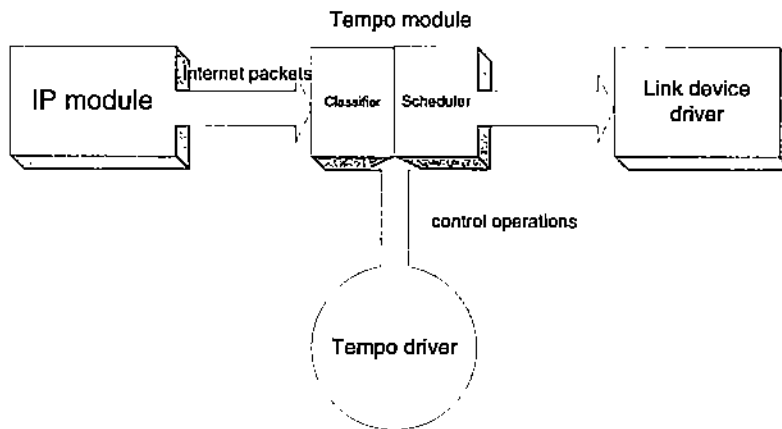 Tempo module
Internet packets
IP module
Classifier
Scheduler
Link device
driver
control operations
Tempo driver